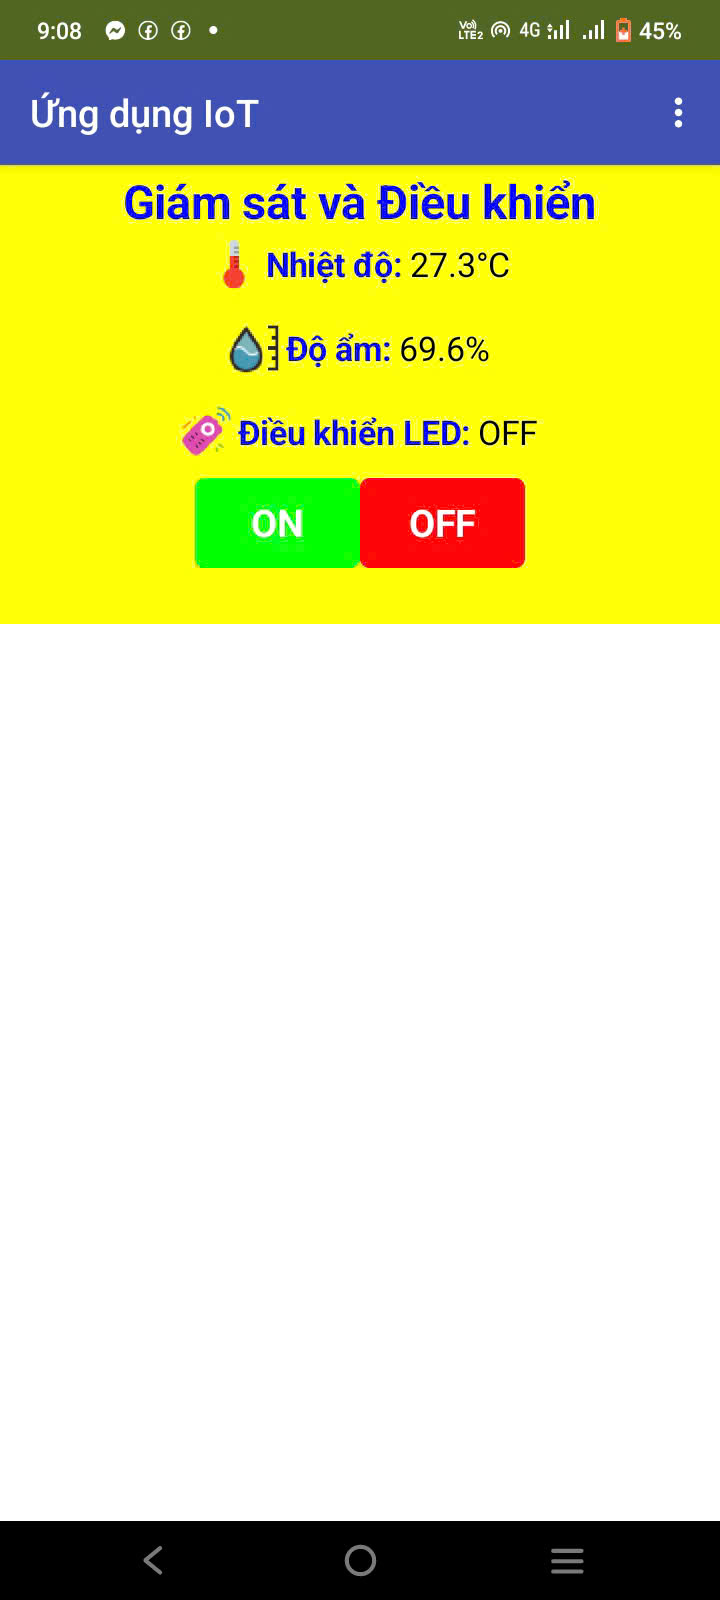 9:08 VoD LTE2 4G 45%
Ứng dụng IoT
Giám sát và Điều khiển
Nhiệt độ: 27.3°C
Độ ẩm: 69.6%
Điều khiển LED: OFF
ON OFF